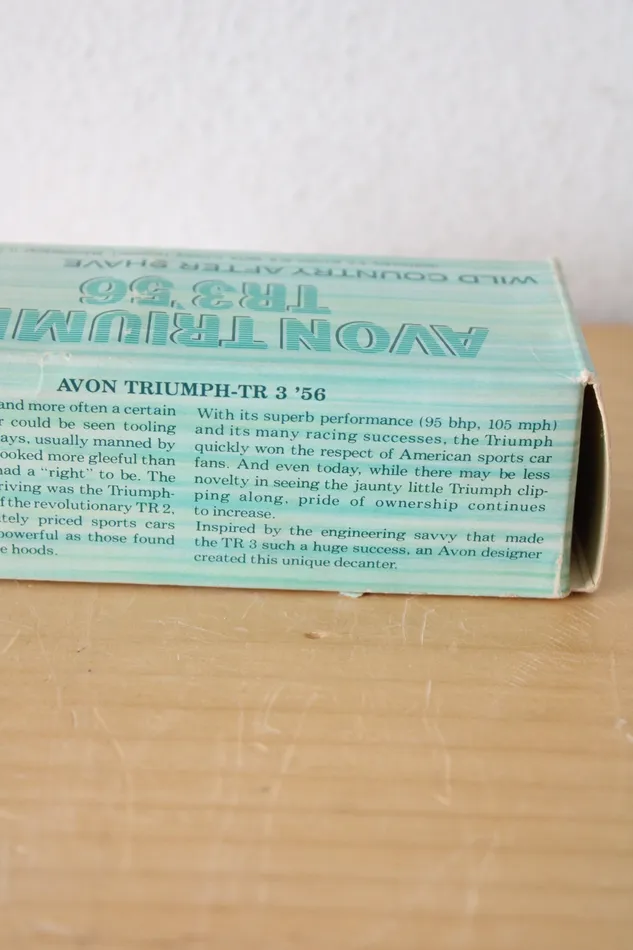 WILD COUNTRY AFTER SHAVE
TR3 '56
AVON TRIUM
AVON TRIUMPH-TR 3 '56
and more often a certain
could be seen tooling
ays, usually manned by
ooked more gleeful than
had a “right” to be. The
riving was the Triumph-
f the revolutionary TR 2,
tely priced sports cars
powerful as those found
e hoods.
With its superb performance (95 bhp, 105 mph)
and its many racing successes, the Triumph
quickly won the respect of American sports car
fans. And even today, while there may be less
novelty in seeing the jaunty little Triumph clip-
ping along, pride of ownership continues
to increase.
Inspired by the engineering savvy that made
the TR 3 such a huge success, an Avon designer
created this unique decanter.